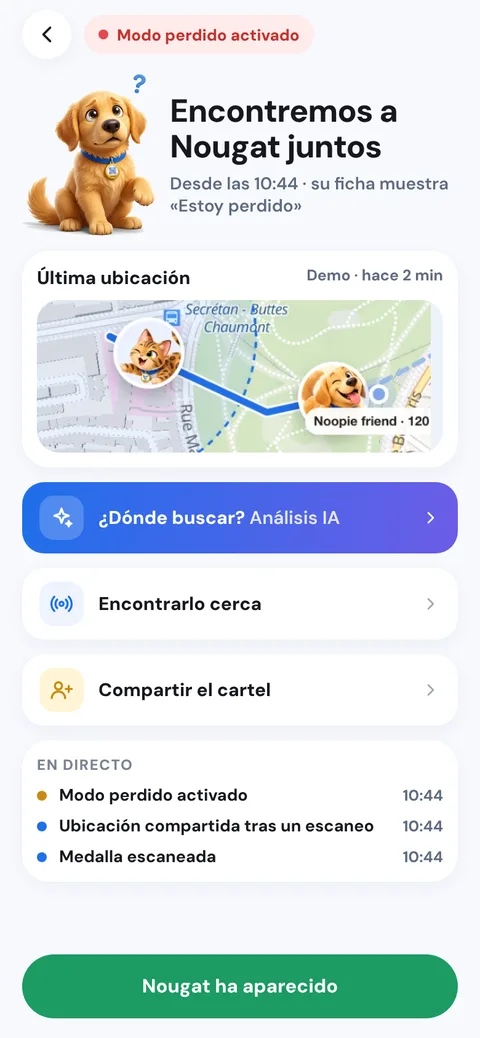 Modo perdido activado
?
Encontremos a
Nougat juntos
Desde las 10:44 · su ficha muestra
«Estoy perdido»
Última ubicación
Demo · hace 2 min
Secrétan - Buttes
Chaumont
Rue Ma
Noopie friend · 120
¿Dónde buscar? Análisis IA
Encontrarlo cerca
Compartir el cartel
EN DIRECTO
Modo perdido activado 10:44
Ubicación compartida tras un escaneo 10:44
Medalla escaneada 10:44
Nougat ha aparecido